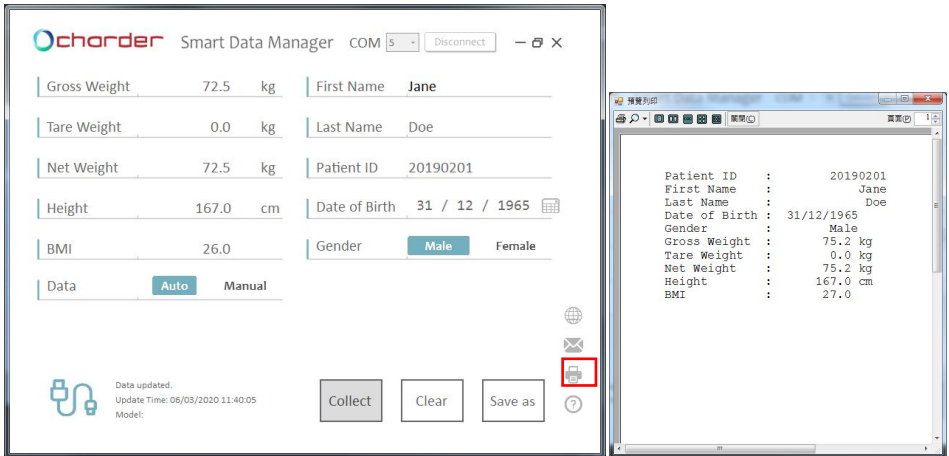 charder Smart Data Manager COM 5 Disconnect
Gross Weight 72.5 kg First Name Jane
Tare Weight 0.0 kg Last Name Doe
Net Weight 72.5 kg Patient ID 20190201
Height 167.0 cm Date of Birth 31 / 12 / 1965
BMI 26.0 Gender Male Female
Data Auto Manual
Data updated.
Update Time: 06/03/2020 11:40:05
Model:
Collect Clear Save as
預覽列印
關閉(C) 頁面(P) 1
Patient ID : 20190201
First Name : Jane
Last Name : Doe
Date of Birth : 31/12/1965
Gender : Male
Gross Weight : 75.2 kg
Tare Weight : 0.0 kg
Net Weight : 75.2 kg
Height : 167.0 cm
BMI : 27.0